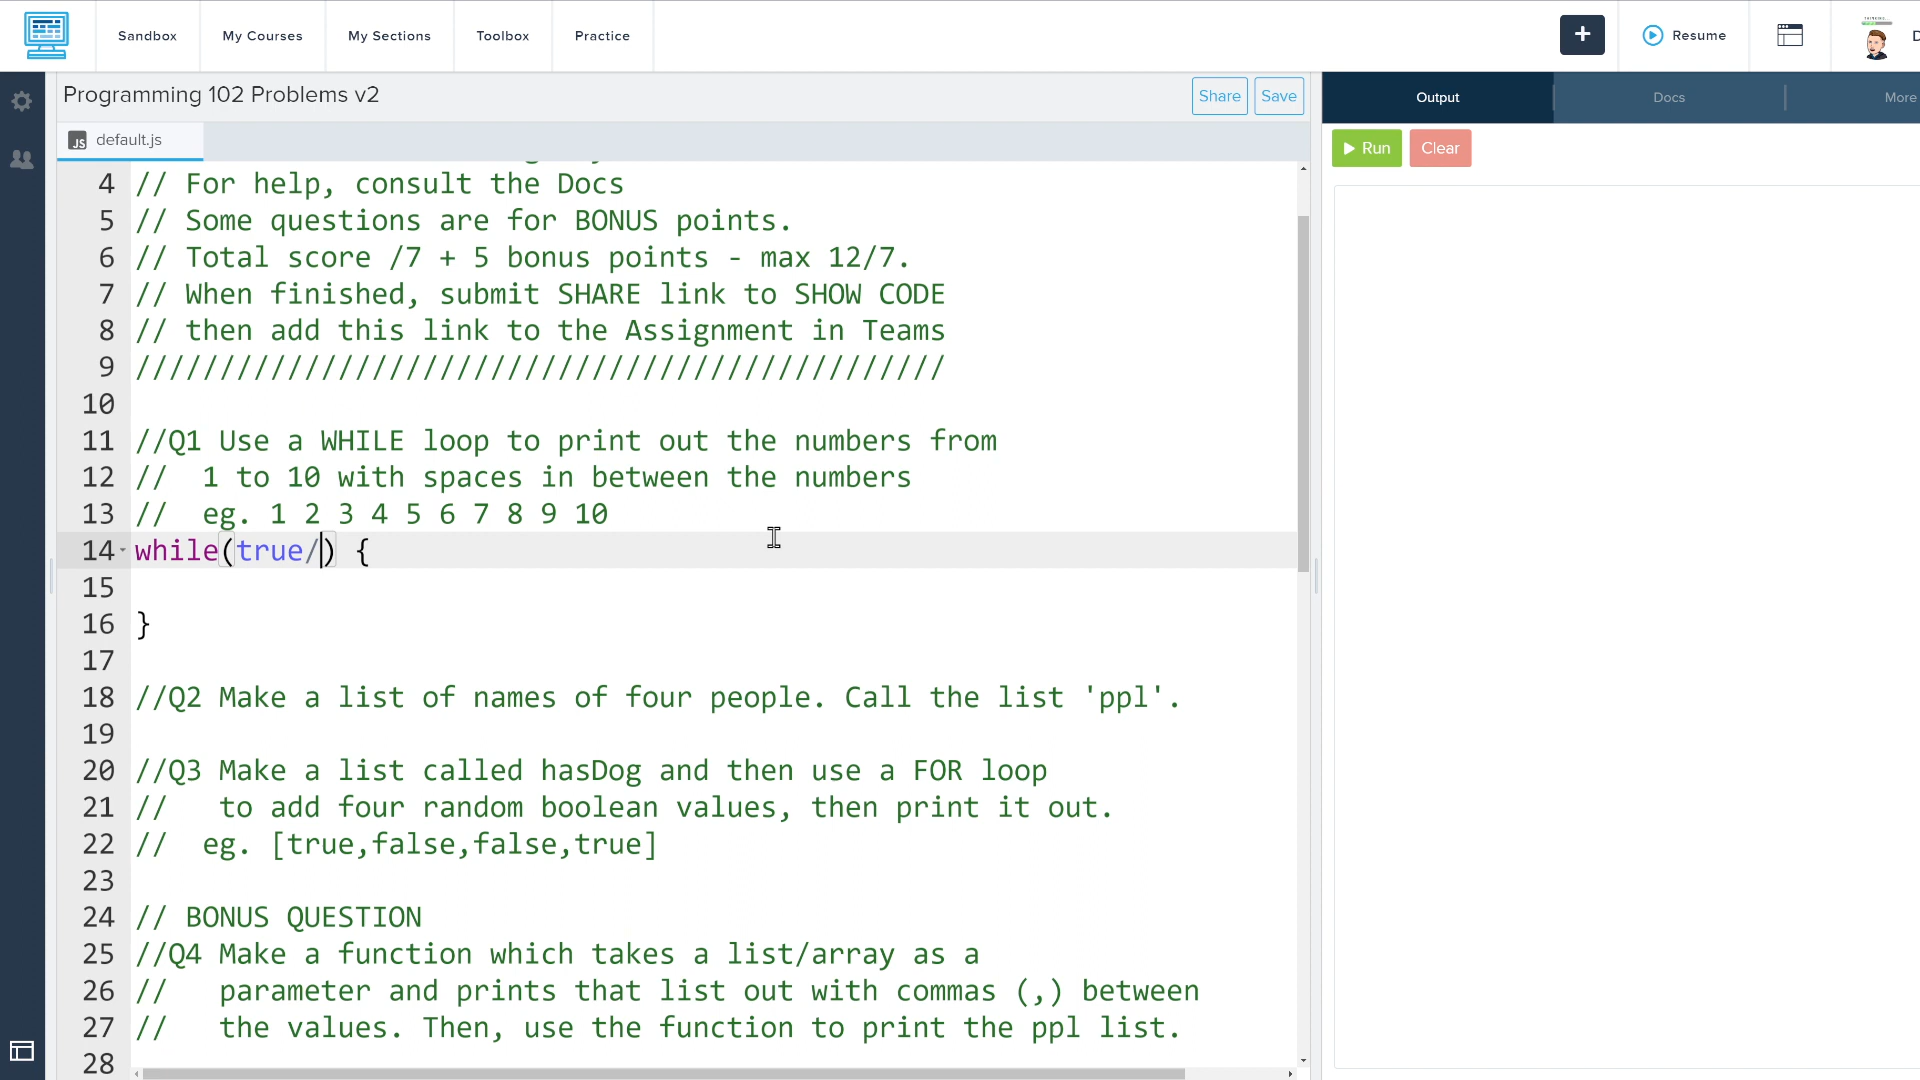 Sandbox
My Courses
My Sections
Toolbox
Practice
+
Resume
Programming 102 Problems v2
Share
Save
Output
Docs
More
JS default.js
Run
Clear
4 // For help, consult the Docs
5 // Some questions are for BONUS points.
6 // Total score /7 + 5 bonus points - max 12/7.
7 // When finished, submit SHARE link to SHOW CODE
8 // then add this link to the Assignment in Teams
9 ////////////////////////////////////////////////
10
11 //Q1 Use a WHILE loop to print out the numbers from
12 //  1 to 10 with spaces in between the numbers
13 //  eg. 1 2 3 4 5 6 7 8 9 10
14 while(true/) {
15
16 }
17
18 //Q2 Make a list of names of four people. Call the list 'ppl'.
19
20 //Q3 Make a list called hasDog and then use a FOR loop
21 //   to add four random boolean values, then print it out.
22 //  eg. [true,false,false,true]
23
24 // BONUS QUESTION
25 //Q4 Make a function which takes a list/array as a
26 //   parameter and prints that list out with commas (,) between
27 //   the values. Then, use the function to print the ppl list.
28